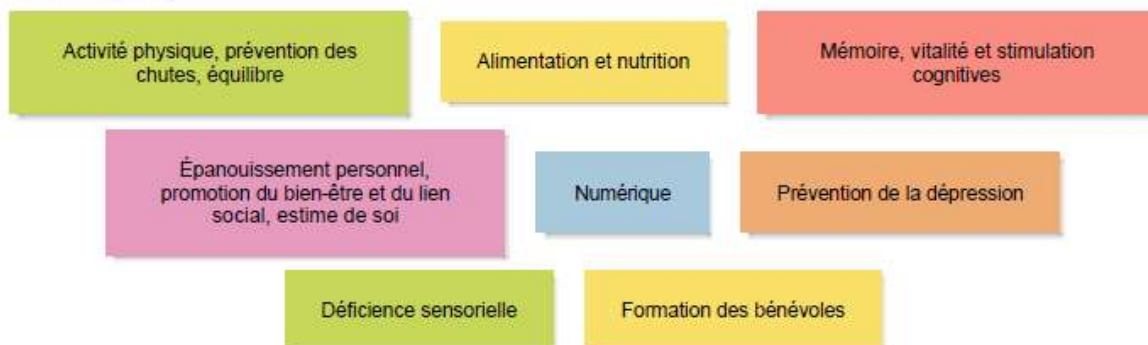 Activité physique, prévention des
chutes, équilibre
Alimentation et nutrition
Mémoire, vitalité et stimulation
cognitives
Épanouissement personnel,
promotion du bien-être et du lien
social, estime de soi
Numérique
Prévention de la dépression
Déficience sensorielle
Formation des bénévoles